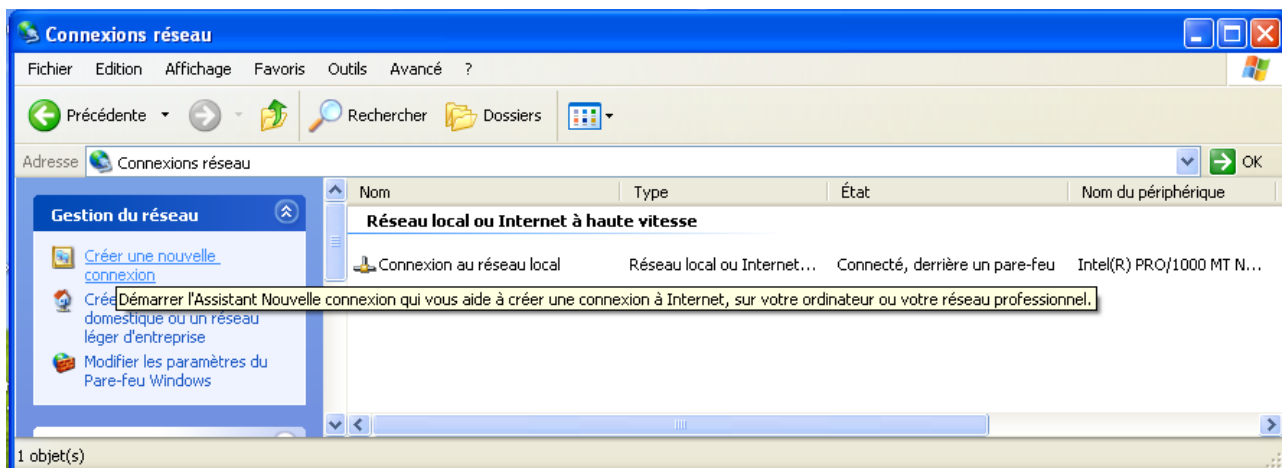 Connexions réseau
Fichier Edition Affichage Favoris Outils Avancé ?
Précédente Rechercher Dossiers
Adresse Connexions réseau OK
Nom Type État Nom du périphérique
Gestion du réseau
Réseau local ou Internet à haute vitesse
Créer une nouvelle
connexion
Connexion au réseau local Réseau local ou Internet... Connecté, derrière un pare-feu Intel(R) PRO/1000 MT N...
Démarrer l'Assistant Nouvelle connexion qui vous aide à créer une connexion à Internet, sur votre ordinateur ou votre réseau professionnel.
domestique ou un réseau
léger d'entreprise
Modifier les paramètres du
Pare-feu Windows
1 objet(s)